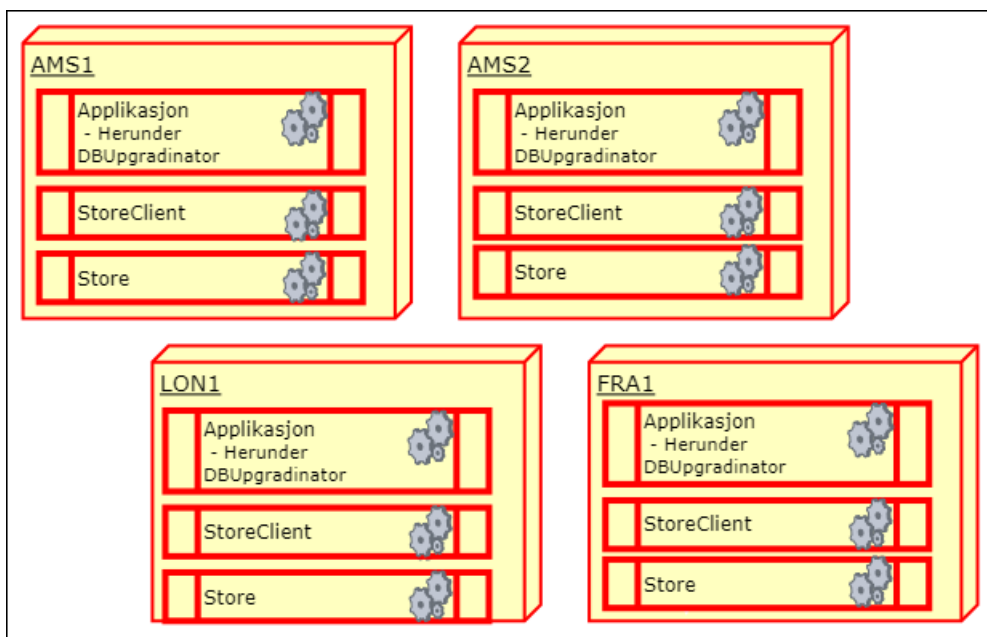 AMS1
Applikasjon
- Herunder
DBUpgradinator
StoreClient
Store
AMS2
Applikasjon
- Herunder
DBUpgradinator
StoreClient
Store
LON1
Applikasjon
- Herunder
DBUpgradinator
StoreClient
Store
FRA1
Applikasjon
- Herunder
DBUpgradinator
StoreClient
Store